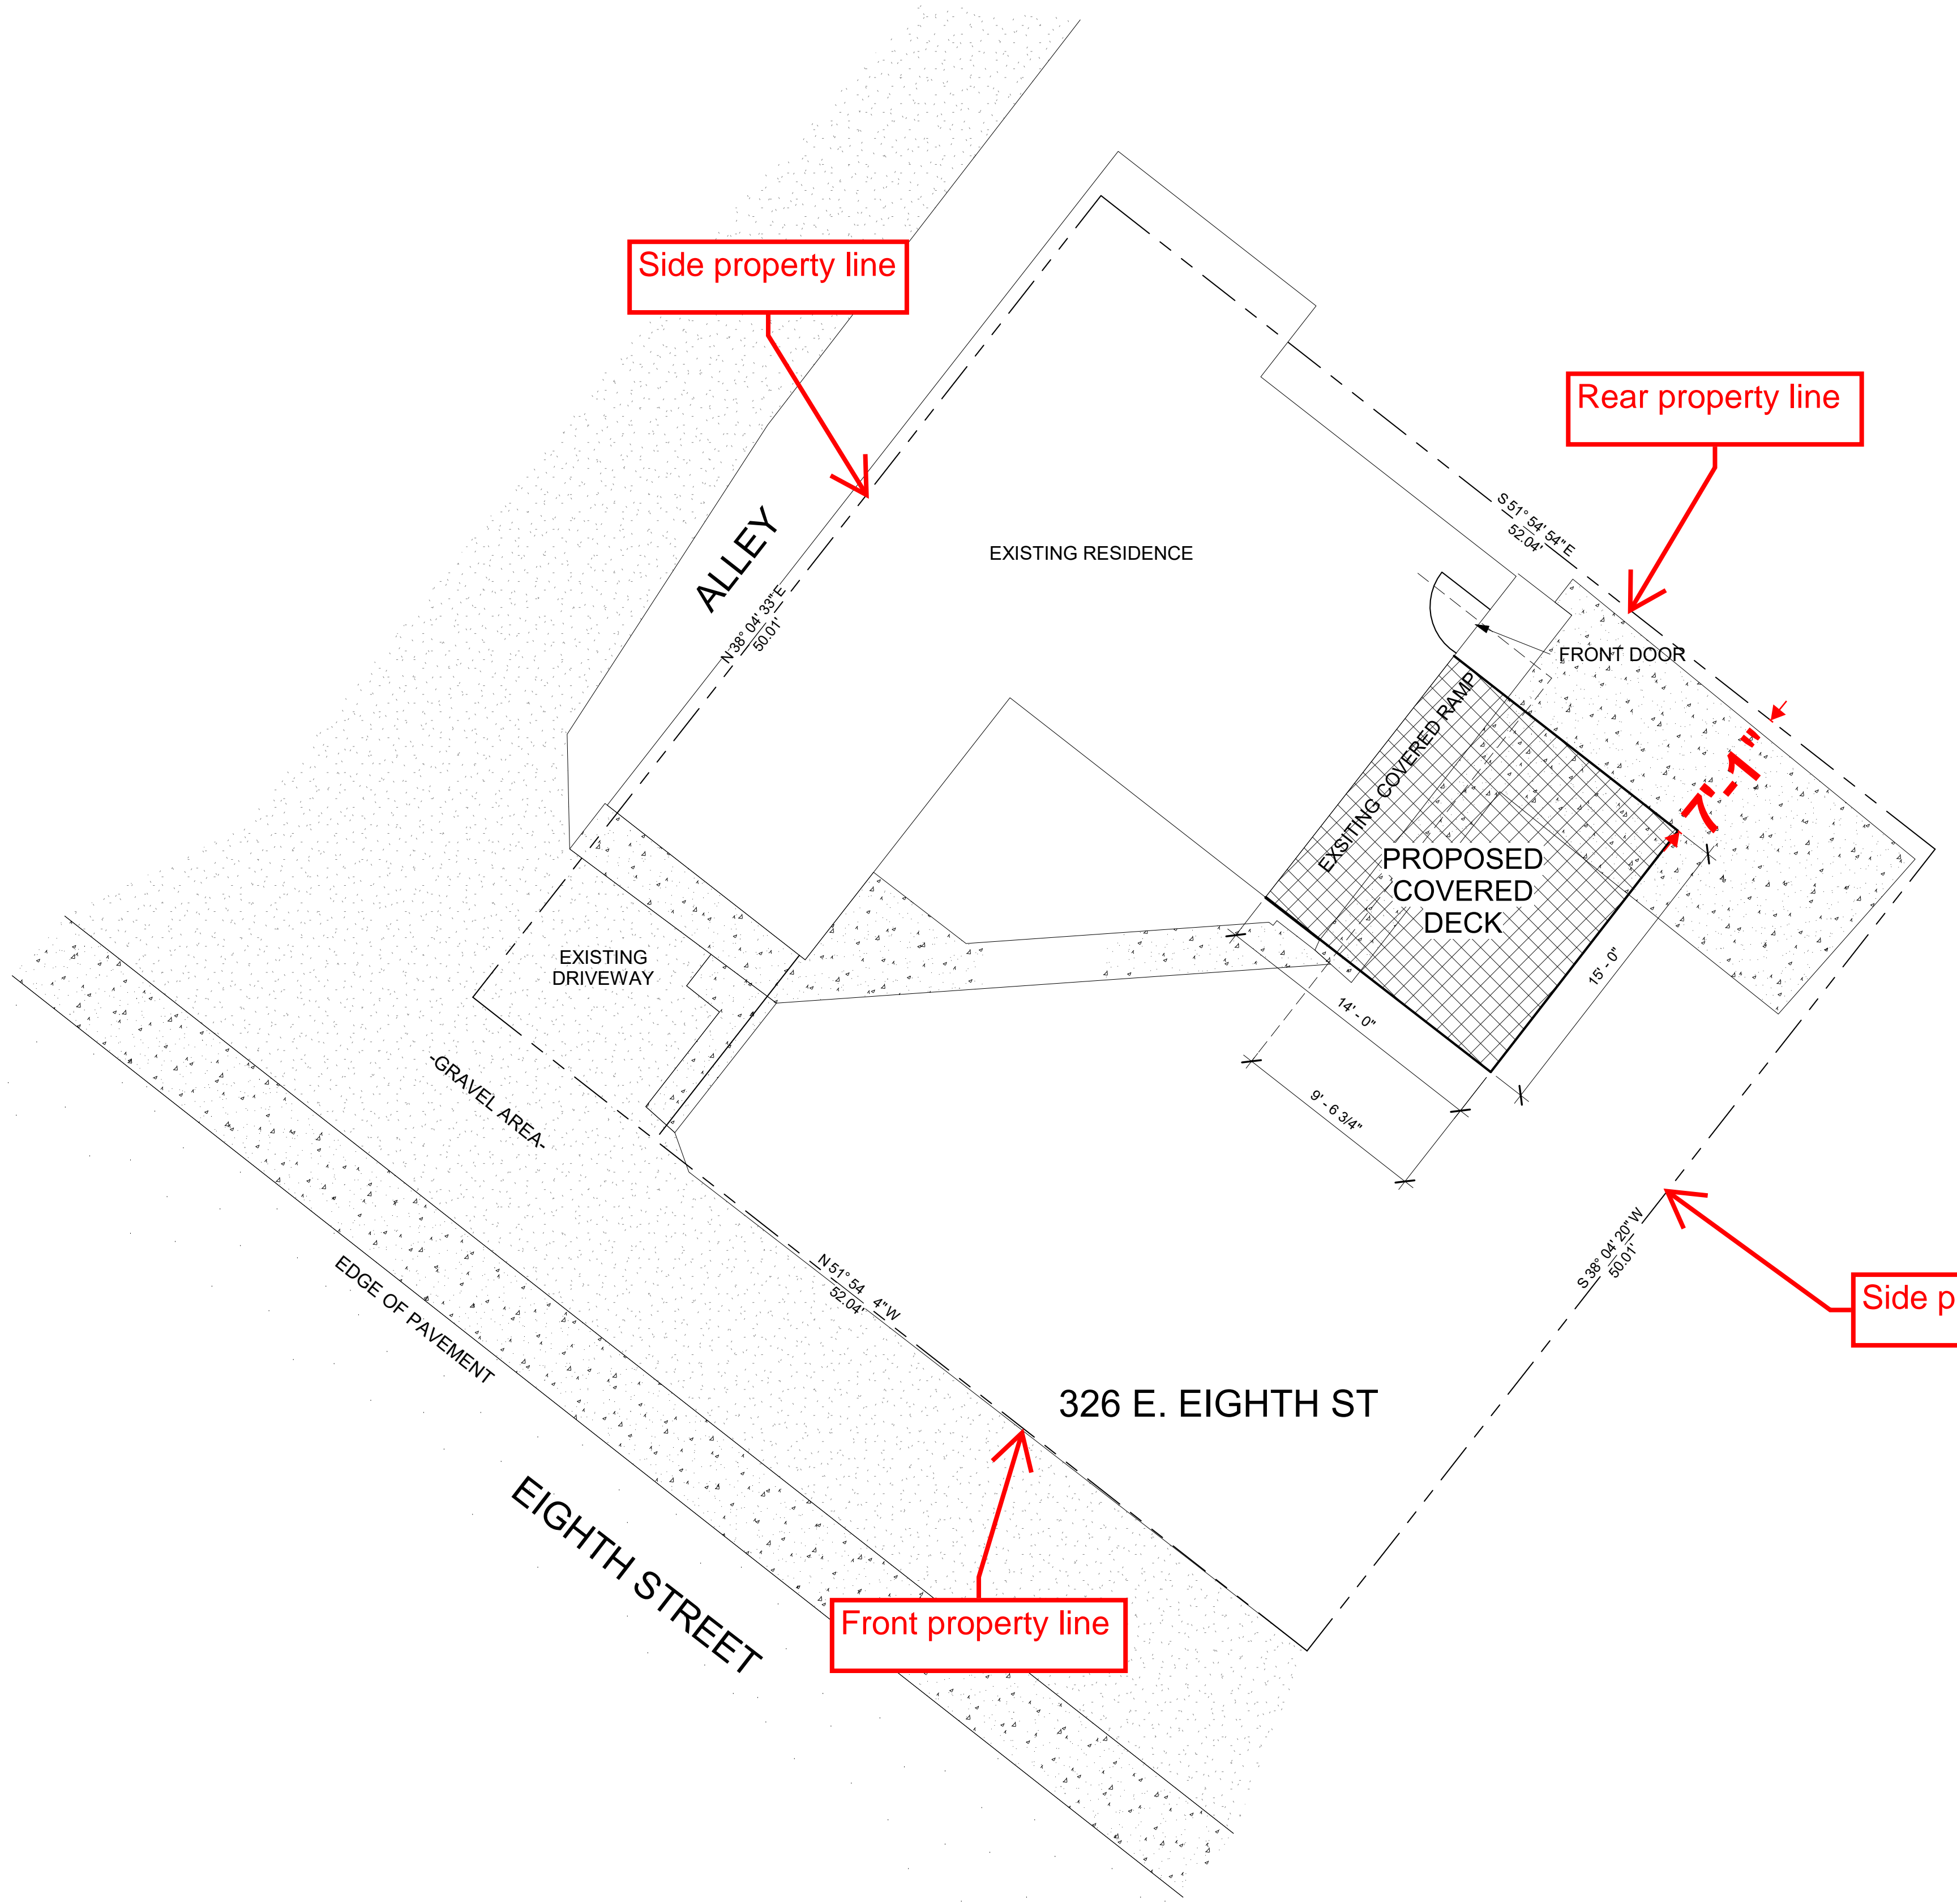 Side property line
Rear property line
S 51° 54' 54" E
52.04'
ALLEY
EXISTING RESIDENCE
N 38° 04' 33" E
50.01'
FRONT DOOR
EXSITING COVERED RAMP
7'-1"
PROPOSED
COVERED
DECK
EXISTING
DRIVEWAY
15' - 0"
14' - 0"
-GRAVEL AREA-
9' - 6 3/4"
S 38° 04' 20" W
50.01'
Side p
N 51° 54 4" W
52.04'
EDGE OF PAVEMENT
326 E. EIGHTH ST
EIGHTH STREET
Front property line